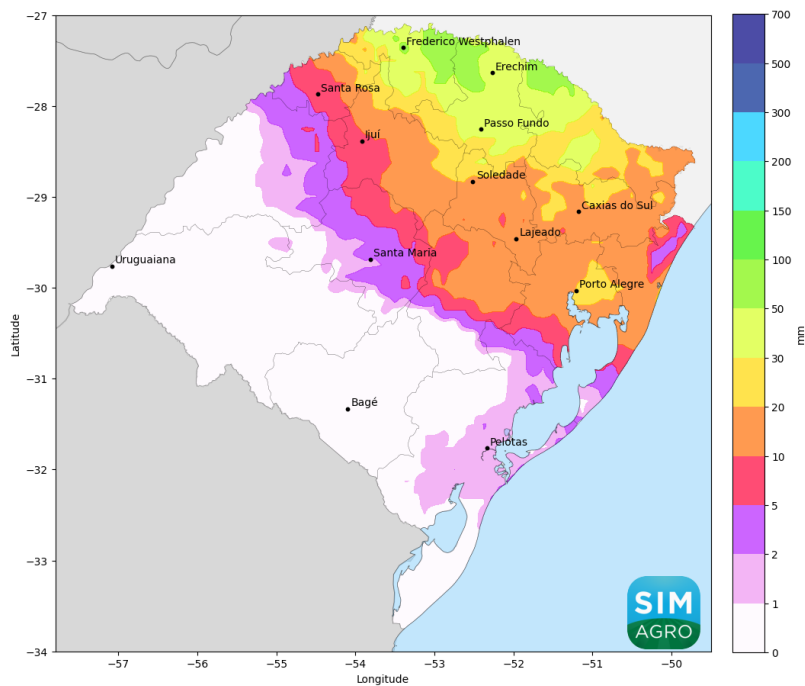 −27
−28
−29
−30
−31
−32
−33
−34
Latitude
Frederico Westphalen
Erechim
Santa Rosa
Passo Fundo
Ijuí
Soledade
Caxias do Sul
Lajeado
Santa Maria
Uruguaiana
Porto Alegre
Bagé
Pelotas
SIM
AGRO
−57
−56
−55
−54
−53
−52
−51
−50
Longitude
700
500
300
200
150
100
50
30
20
10
5
2
1
0
mm